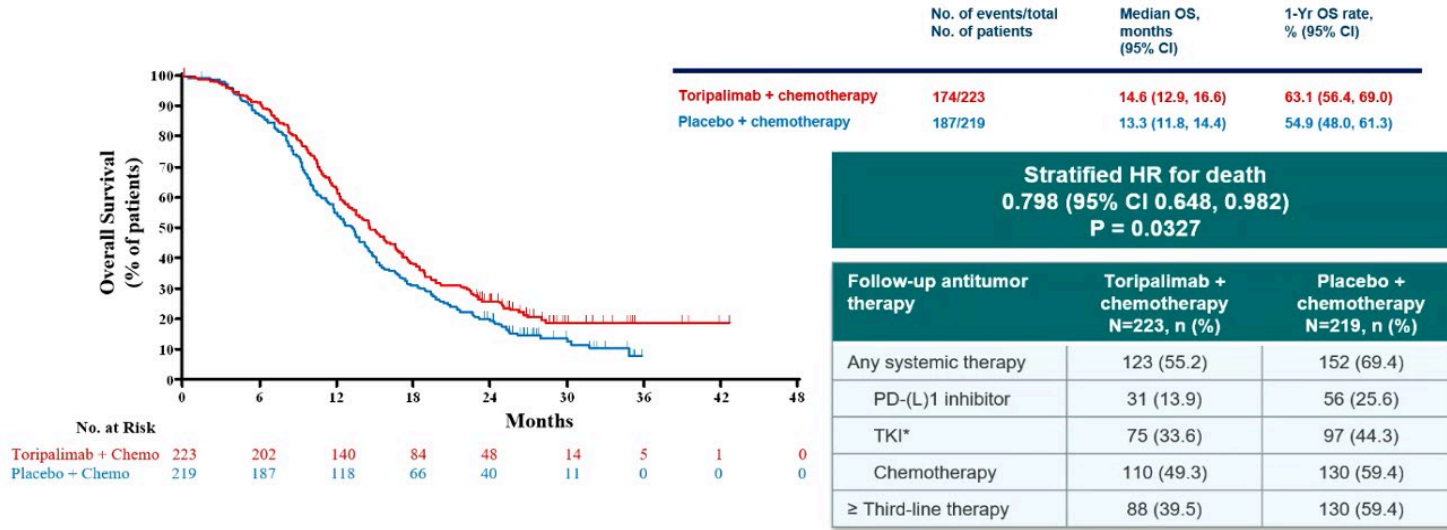 No. of events/total No. of patients
Median OS, months (95% CI)
1-Yr OS rate, % (95% CI)
Toripalimab + chemotherapy 174/223 14.6 (12.9, 16.6) 63.1 (56.4, 69.0)
Placebo + chemotherapy 187/219 13.3 (11.8, 14.4) 54.9 (48.0, 61.3)
Overall Survival
(% of patients)
100
90
80
70
60
50
40
30
20
10
0
0 6 12 18 24 30 36 42 48
Months
No. at Risk
Toripalimab + Chemo 223 202 140 84 48 14 5 1 0
Placebo + Chemo 219 187 118 66 40 11 0 0 0
Stratified HR for death
0.798 (95% CI 0.648, 0.982)
P = 0.0327
Follow-up antitumor therapy
Toripalimab + chemotherapy N=223, n (%)
Placebo + chemotherapy N=219, n (%)
Any systemic therapy 123 (55.2) 152 (69.4)
PD-(L)1 inhibitor 31 (13.9) 56 (25.6)
TKI* 75 (33.6) 97 (44.3)
Chemotherapy 110 (49.3) 130 (59.4)
≥ Third-line therapy 88 (39.5) 130 (59.4)